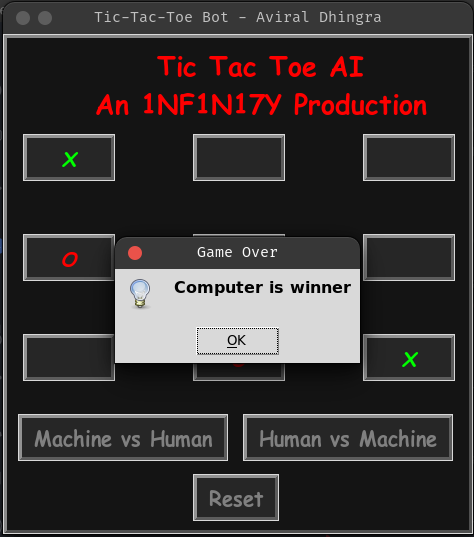 Tic-Tac-Toe Bot - Aviral Dhingra
Tic Tac Toe AI
An 1NF1N17Y Production
X
O
Game Over
Computer is winner
OK
X
Machine vs Human
Human vs Machine
Reset